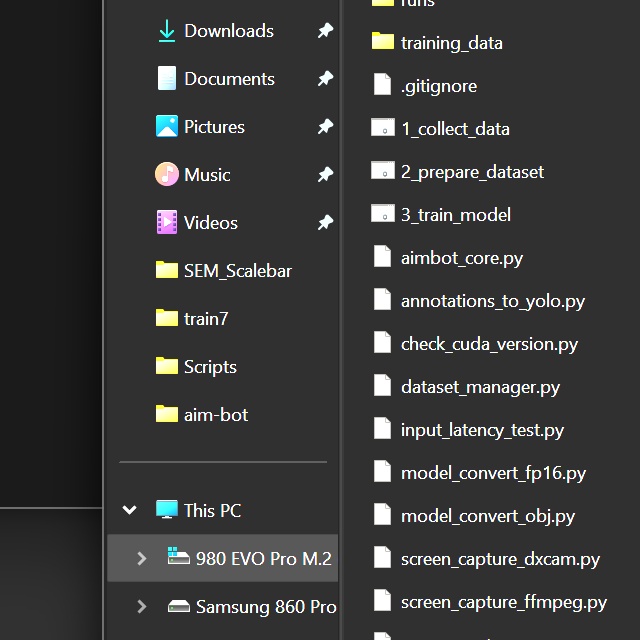 Downloads
Documents
Pictures
Music
Videos
SEM_Scalebar
train7
Scripts
aim-bot
This PC
980 EVO Pro M.2
Samsung 860 Pro
runs
training_data
.gitignore
1_collect_data
2_prepare_dataset
3_train_model
aimbot_core.py
annotations_to_yolo.py
check_cuda_version.py
dataset_manager.py
input_latency_test.py
model_convert_fp16.py
model_convert_obj.py
screen_capture_dxcam.py
screen_capture_ffmpeg.py